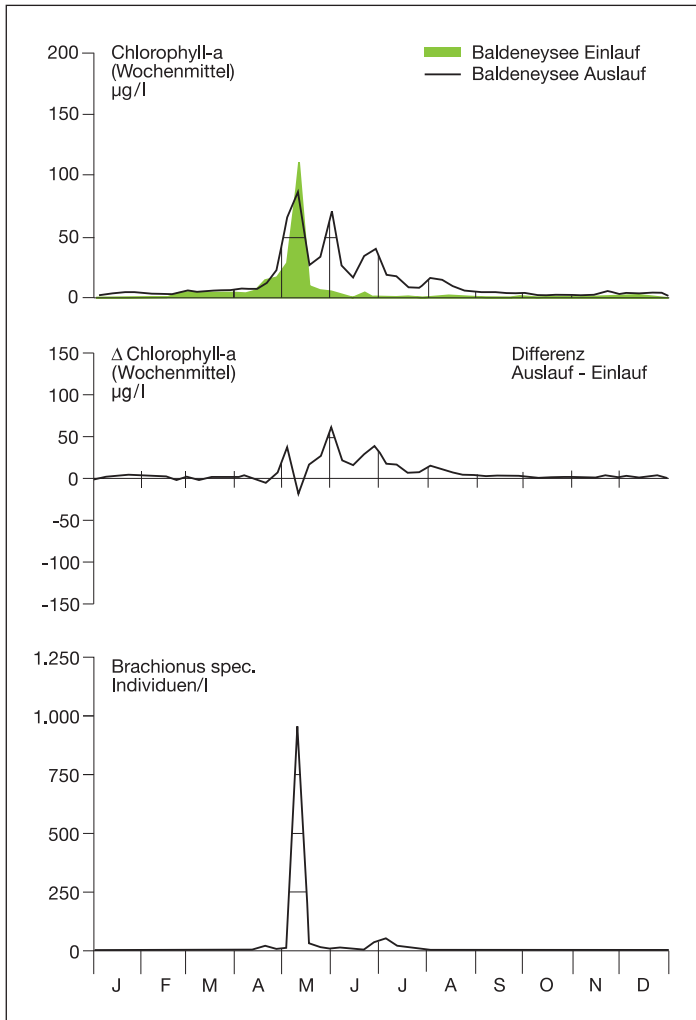 Chlorophyll-a
(Wochenmittel)
µg/l
Baldeneysee Einlauf
Baldeneysee Auslauf
200
150
100
50
0
Δ Chlorophyll-a
(Wochenmittel)
µg/l
Differenz
Auslauf - Einlauf
150
100
50
0
-50
-100
-150
Brachionus spec.
Individuen/l
1.250
1.000
750
500
250
0
J F M A M J J A S O N D